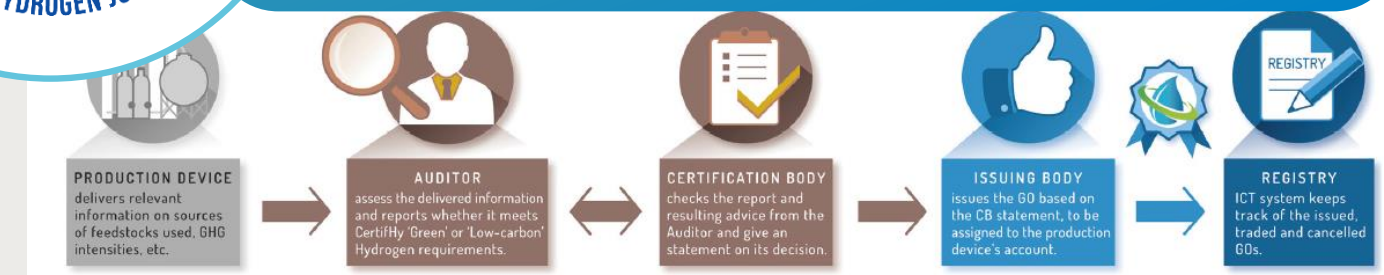 HYDROGEN
REGISTRY
PRODUCTION DEVICE
delivers relevant
information on sources
of feedstocks used, GHG
intensities, etc.
AUDITOR
assess the delivered information
and reports whether it meets
CertifHy 'Green' or 'Low-carbon'
Hydrogen requirements.
CERTIFICATION BODY
checks the report and
resulting advice from the
Auditor and give an
statement on its decision.
ISSUING BODY
issues the GO based on
the CB statement, to be
assigned to the production
device's account.
REGISTRY
ICT system keeps
track of the issued,
traded and cancelled
GOs.